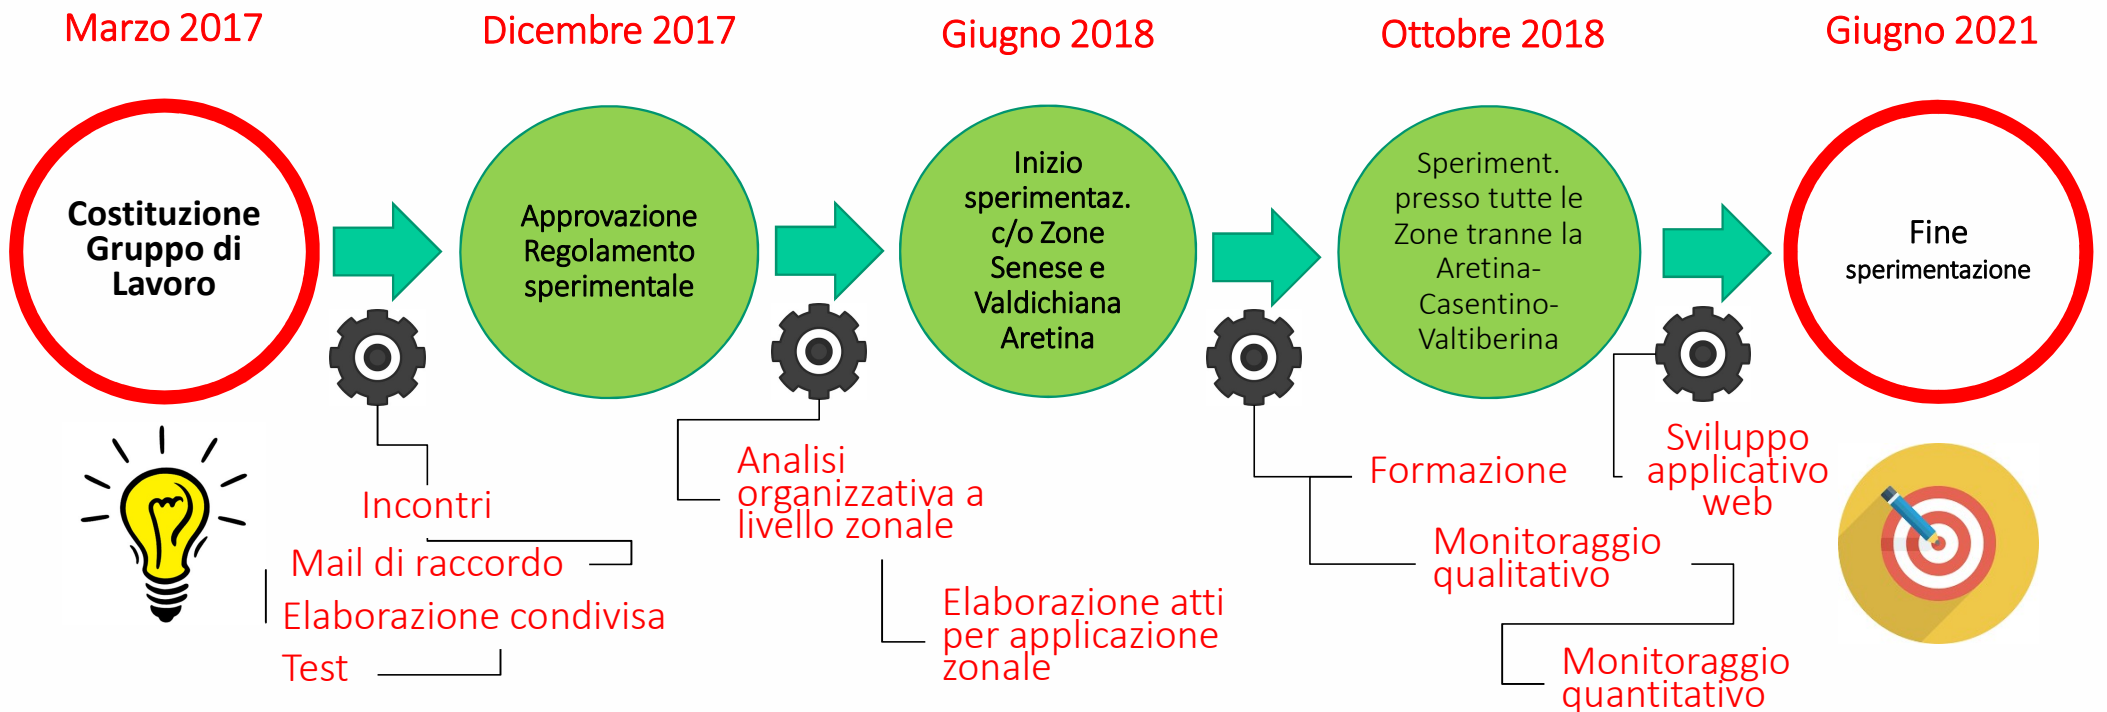 Marzo 2017
Dicembre 2017
Giugno 2018
Ottobre 2018
Giugno 2021
Costituzione
Gruppo di
Lavoro
Approvazione
Regolamento
sperimentale
Inizio
sperimentaz.
c/o Zone
Senese e
Valdichiana
Aretina
Speriment.
presso tutte le
Zone tranne la
Aretina-
Casentino-
Valtiberina
Fine
sperimentazione
Incontri
Mail di raccordo
Elaborazione condivisa
Test
Analisi
organizzativa a
livello zonale
Elaborazione atti
per applicazione
zonale
Formazione
Monitoraggio
qualitativo
Monitoraggio
quantitativo
Sviluppo
applicativo
web